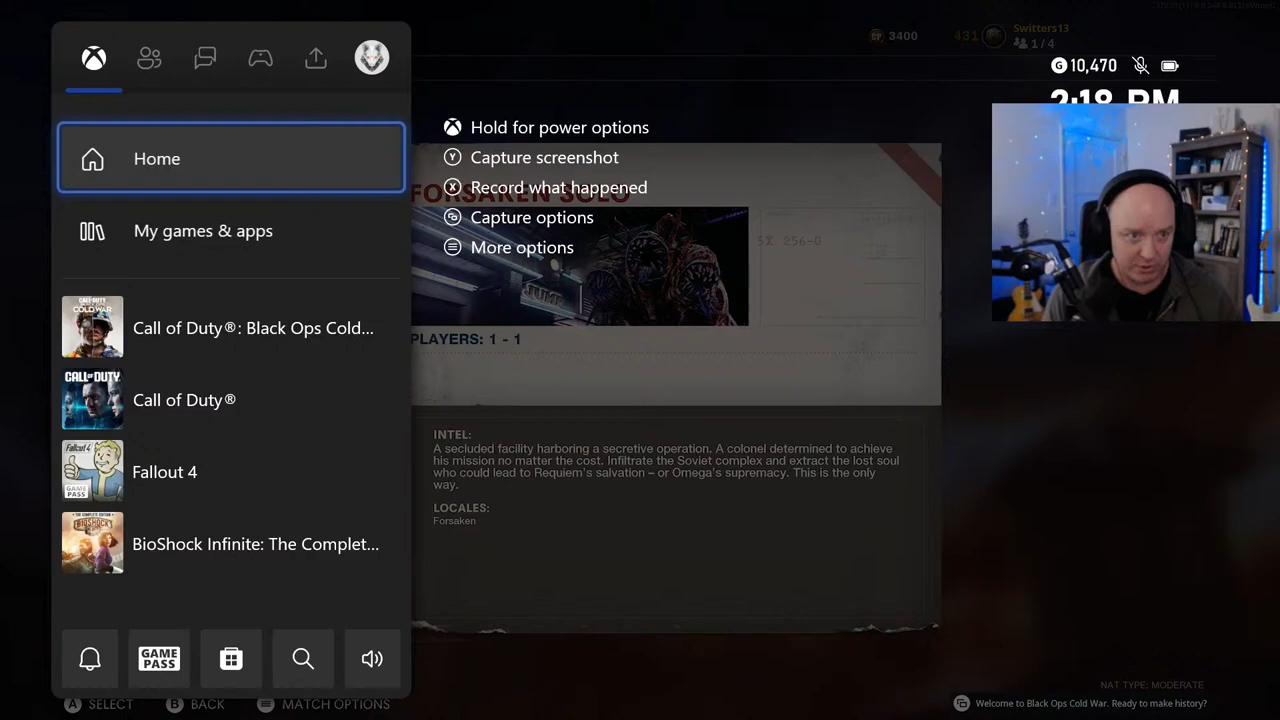 3400
431
Switters13
1 / 4
G 10,470
2:18 PM
Home
My games & apps
Call of Duty®: Black Ops Cold...
Call of Duty®
Fallout 4
BioShock Infinite: The Complet...
GAME
PASS
X Hold for power options
Y Capture screenshot
X Record what happened
Capture options
More options
FORSAKEN SOLO
PLAYERS: 1 - 1
INTEL:
A secluded facility harboring a secretive operation. A colonel determined to achieve
his mission no matter the cost. Infiltrate the Soviet complex and extract the lost soul
who could lead to Requiem's salvation – or Omega's supremacy. This is the only
way.
LOCALES:
Forsaken
A SELECT
B BACK
MATCH OPTIONS
NAT TYPE: MODERATE
Welcome to Black Ops Cold War. Ready to make history?